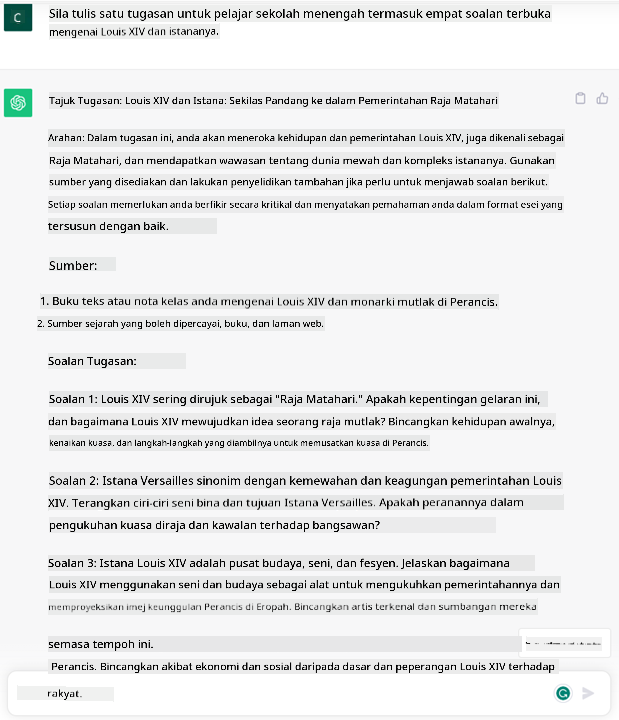 C
Sila tulis satu tugasan untuk pelajar sekolah menengah termasuk empat soalan terbuka
mengenai Louis XIV dan istananya.
Tajuk Tugasan: Louis XIV dan Istana: Sekilas Pandang ke dalam Pemerintahan Raja Matahari
Arahan: Dalam tugasan ini, anda akan meneroka kehidupan dan pemerintahan Louis XIV, juga dikenali sebagai
Raja Matahari, dan mendapatkan wawasan tentang dunia mewah dan kompleks istananya. Gunakan
sumber yang disediakan dan lakukan penyelidikan tambahan jika perlu untuk menjawab soalan berikut.
Setiap soalan memerlukan anda berfikir secara kritikal dan menyatakan pemahaman anda dalam format esei yang
tersusun dengan baik.
Sumber:
1. Buku teks atau nota kelas anda mengenai Louis XIV dan monarki mutlak di Perancis.
2. Sumber sejarah yang boleh dipercayai, buku, dan laman web.
Soalan Tugasan:
Soalan 1: Louis XIV sering dirujuk sebagai "Raja Matahari." Apakah kepentingan gelaran ini,
dan bagaimana Louis XIV mewujudkan idea seorang raja mutlak? Bincangkan kehidupan awalnya,
kenaikan kuasa, dan langkah-langkah yang diambilnya untuk memusatkan kuasa di Perancis.
Soalan 2: Istana Versailles sinonim dengan kemewahan dan keagungan pemerintahan Louis
XIV. Terangkan ciri-ciri seni bina dan tujuan Istana Versailles. Apakah peranannya dalam
pengukuhan kuasa diraja dan kawalan terhadap bangsawan?
Soalan 3: Istana Louis XIV adalah pusat budaya, seni, dan fesyen. Jelaskan bagaimana
Louis XIV menggunakan seni dan budaya sebagai alat untuk mengukuhkan pemerintahannya dan
memproyeksikan imej keunggulan Perancis di Eropah. Bincangkan artis terkenal dan sumbangan mereka
semasa tempoh ini.
Perancis. Bincangkan akibat ekonomi dan sosial daripada dasar dan peperangan Louis XIV terhadap
rakyat.